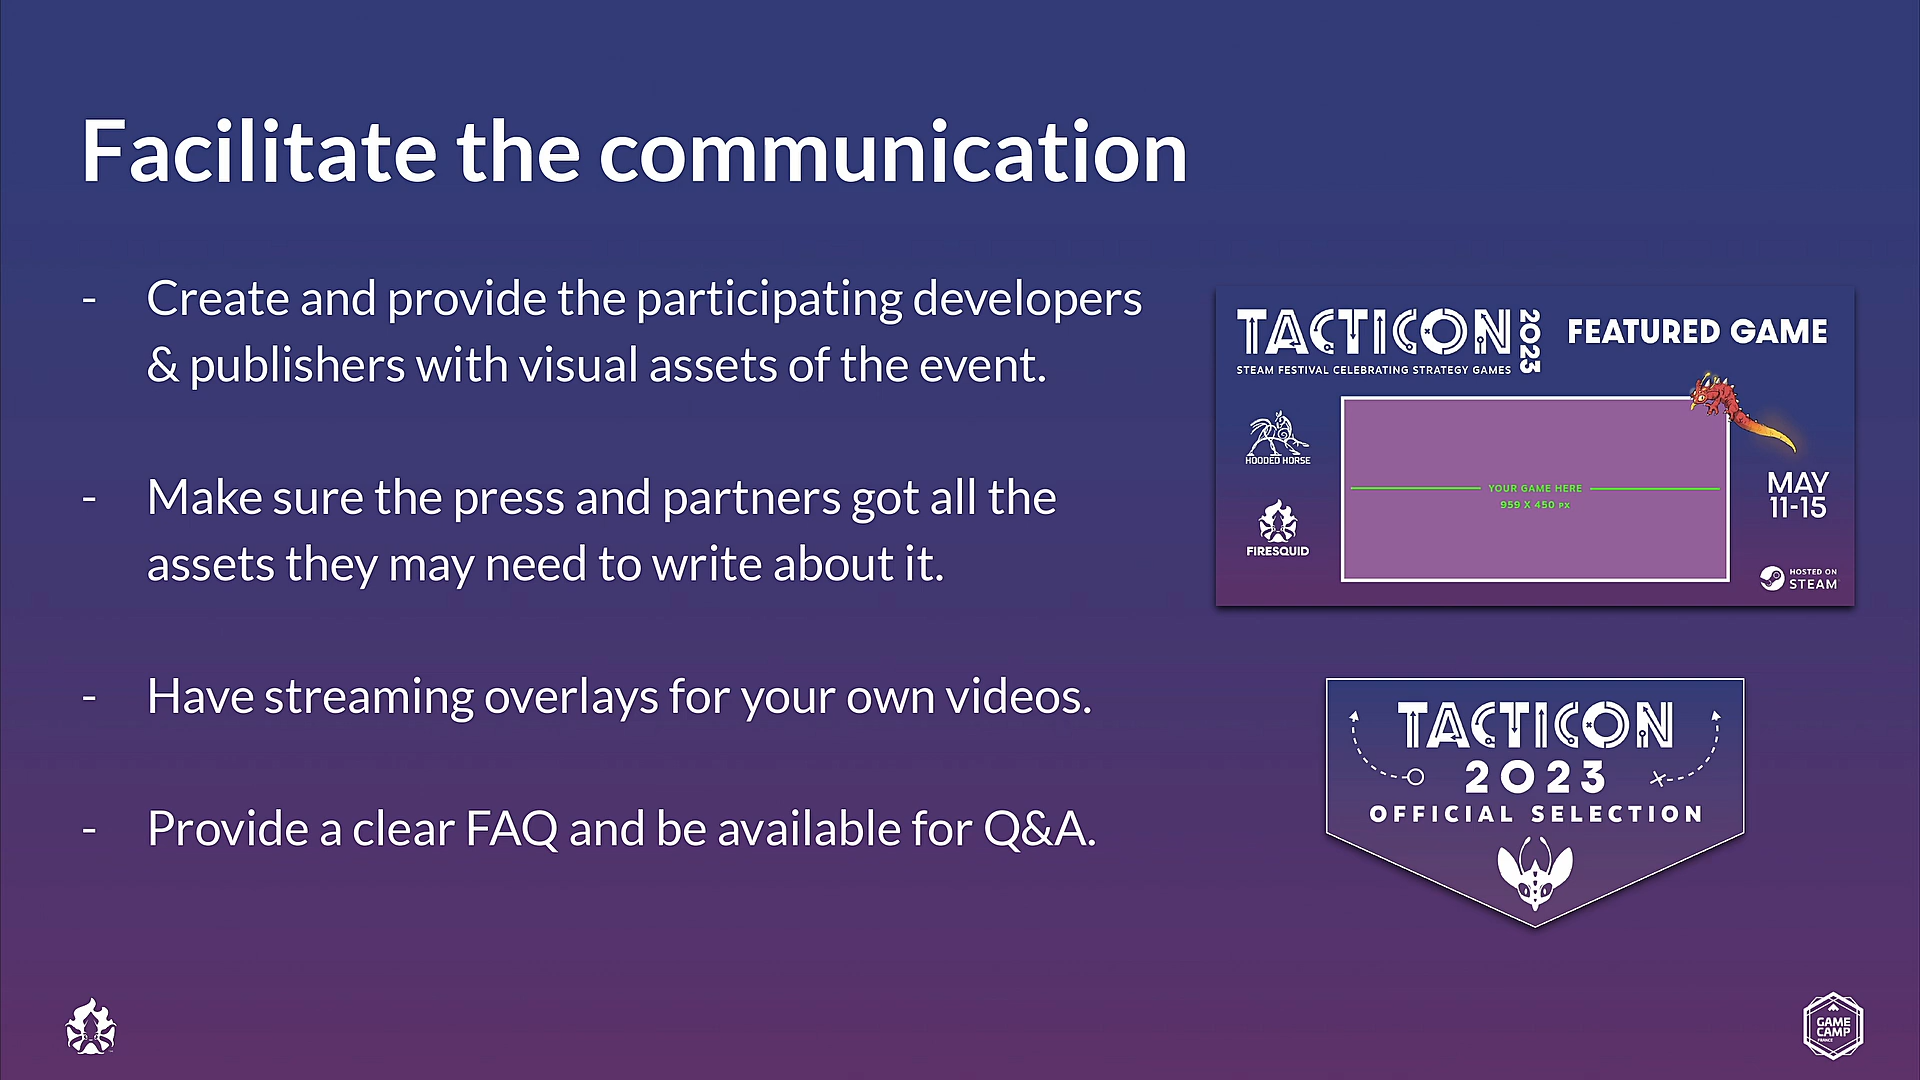 Facilitate the communication
- Create and provide the participating developers
& publishers with visual assets of the event.
- Make sure the press and partners got all the
assets they may need to write about it.
- Have streaming overlays for your own videos.
- Provide a clear FAQ and be available for Q&A.
TACTICON 2023
STEAM FESTIVAL CELEBRATING STRATEGY GAMES
FEATURED GAME
HOODED HORSE
FIRESQUID
YOUR GAME HERE
959 X 450 PX
MAY
11-15
HOSTED ON
STEAM
TACTICON
2023
OFFICIAL SELECTION
GAME
CAMP
FRANCE